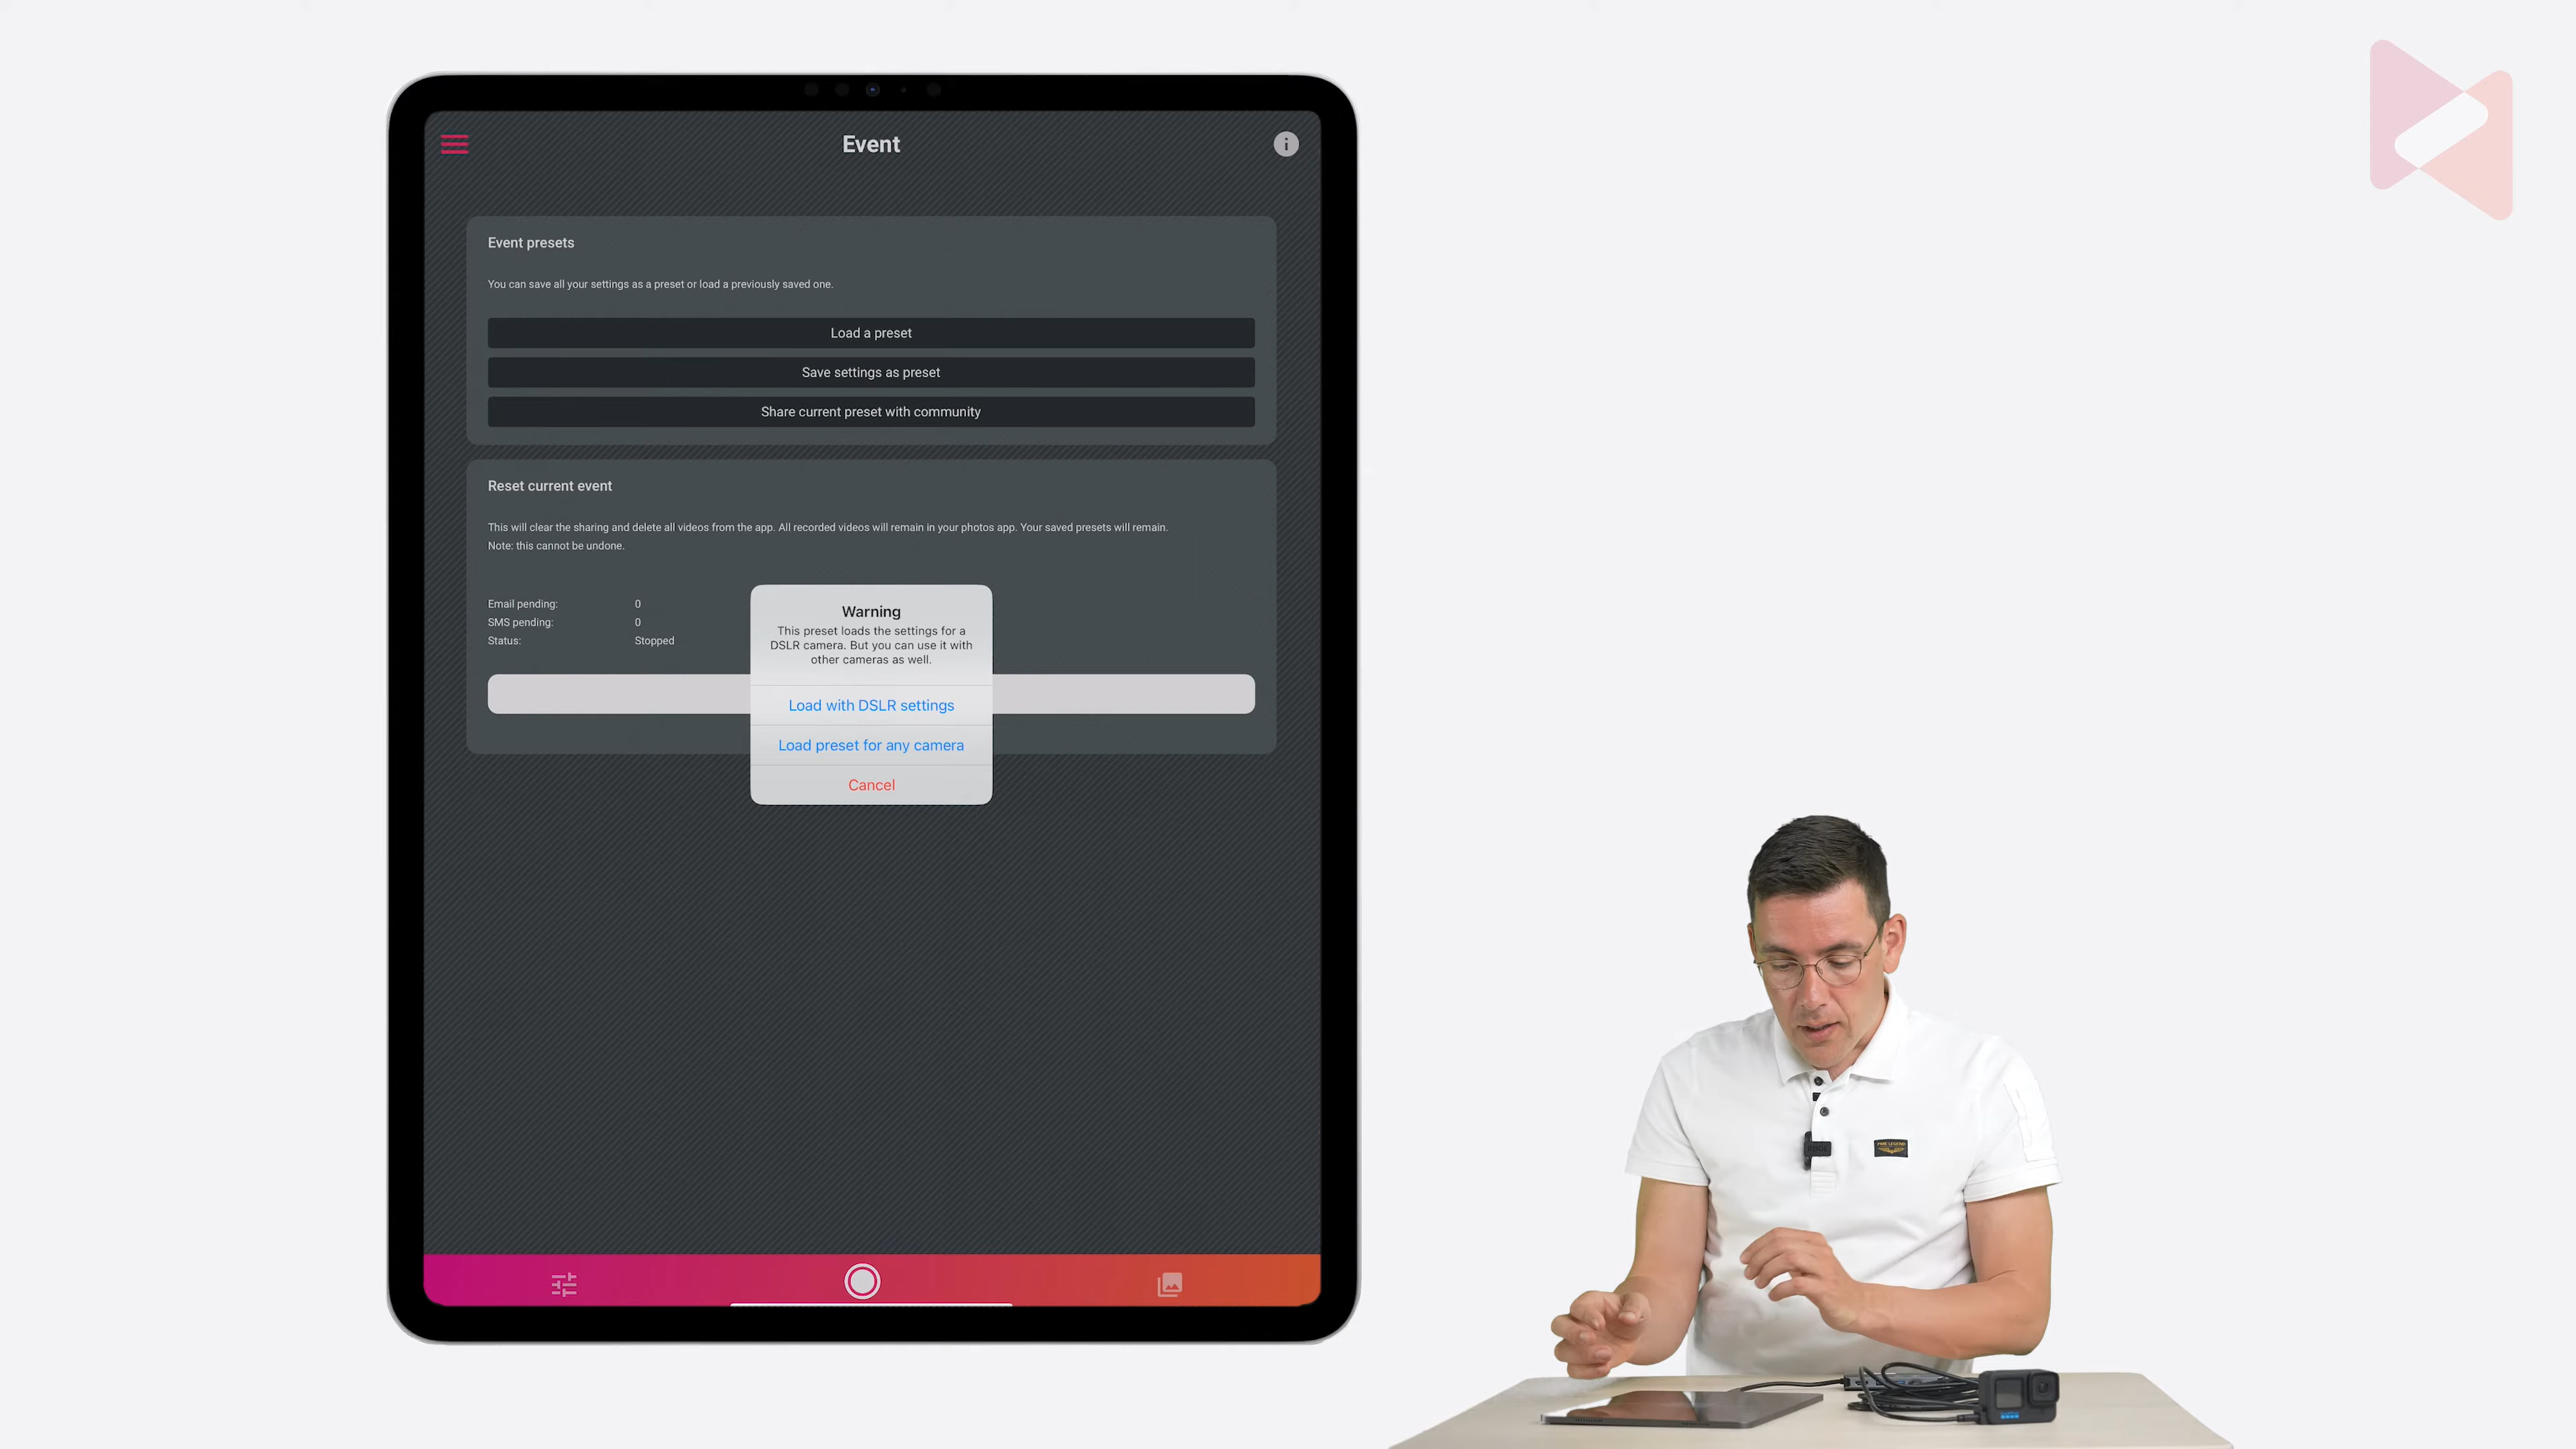 Event
Event presets
You can save all your settings as a preset or load a previously saved one.
Load a preset
Save settings as preset
Share current preset with community
Reset current event
This will clear the sharing and delete all videos from the app. All recorded videos will remain in your photos app. Your saved presets will remain.
Note: this cannot be undone.
Email pending: 0
SMS pending: 0
Status: Stopped
Warning
This preset loads the settings for a
DSLR camera. But you can use it with
other cameras as well.
Load with DSLR settings
Load preset for any camera
Cancel